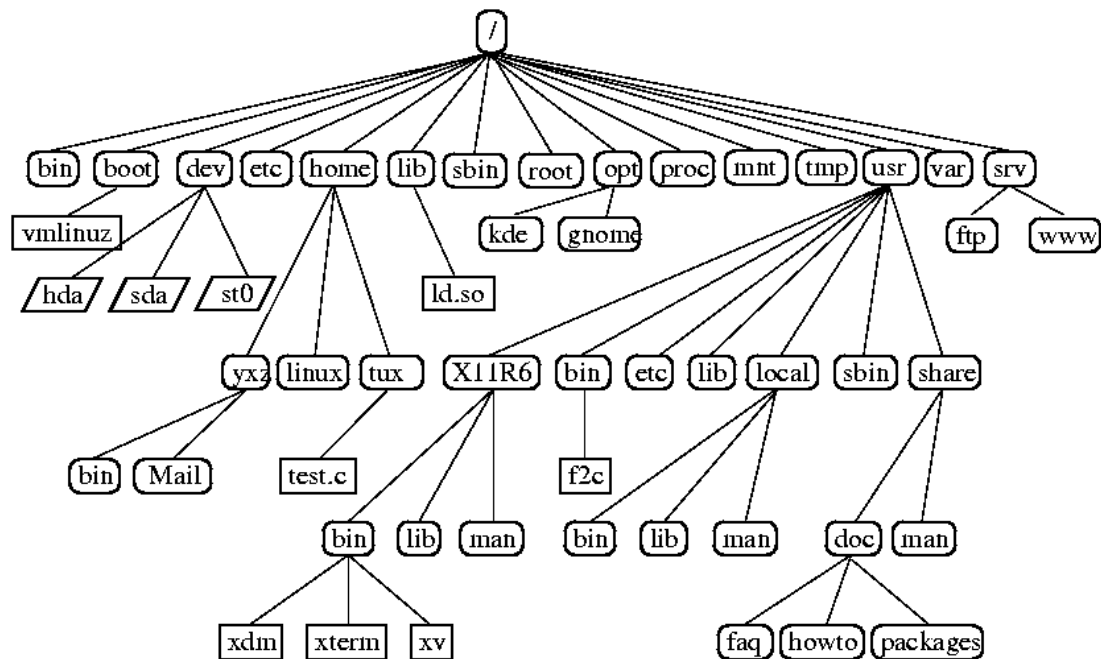 /
bin boot dev etc home lib sbin root opt proc mnt tmp usr var srv
vmlinuz kde gnome ftp www
hda sda st0 ld.so
yxz linux tux X11R6 bin etc lib local sbin share
bin Mail test.c f2c
bin lib man bin lib man doc man
xdm xterm xv faq howto packages